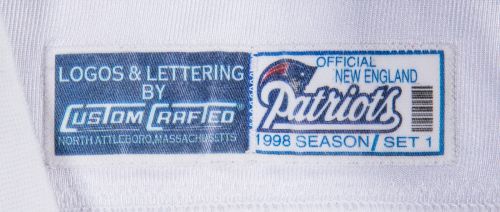 LOGOS & LETTERING
BY
CUSTOM CRAFTED®
NORTH ATTLEBORO, MASSACHUSETTS
OFFICIAL
NEW ENGLAND
Patriots
1998 SEASON/SET 1